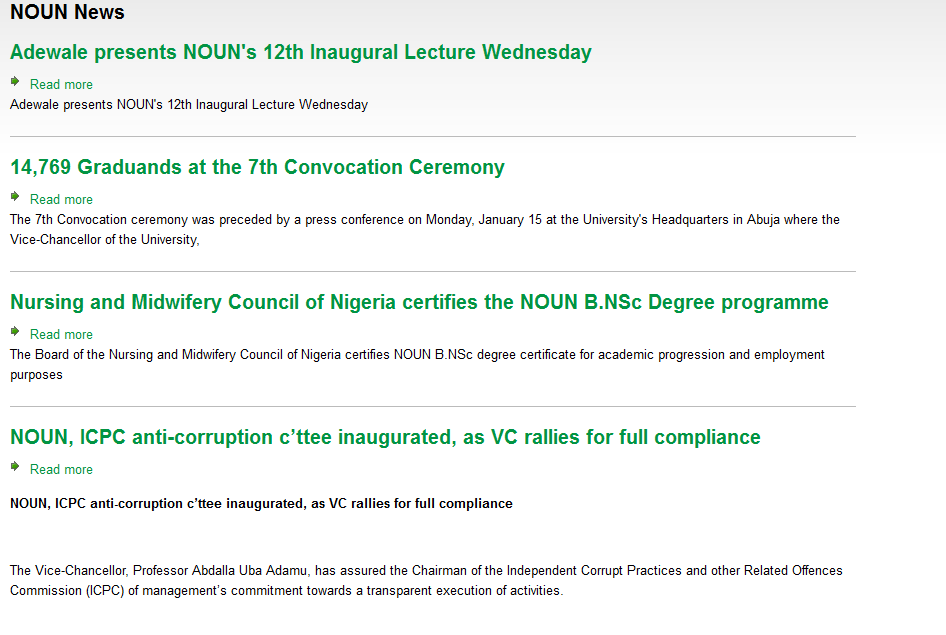 NOUN News
Adewale presents NOUN's 12th Inaugural Lecture Wednesday
Read more
Adewale presents NOUN's 12th Inaugural Lecture Wednesday
14,769 Graduands at the 7th Convocation Ceremony
Read more
The 7th Convocation ceremony was preceded by a press conference on Monday, January 15 at the University's Headquarters in Abuja where the
Vice-Chancellor of the University,
Nursing and Midwifery Council of Nigeria certifies the NOUN B.NSc Degree programme
Read more
The Board of the Nursing and Midwifery Council of Nigeria certifies NOUN B.NSc degree certificate for academic progression and employment
purposes
NOUN, ICPC anti-corruption c’ttee inaugurated, as VC rallies for full compliance
Read more
NOUN, ICPC anti-corruption c’ttee inaugurated, as VC rallies for full compliance
The Vice-Chancellor, Professor Abdalla Uba Adamu, has assured the Chairman of the Independent Corrupt Practices and other Related Offences
Commission (ICPC) of management’s commitment towards a transparent execution of activities.